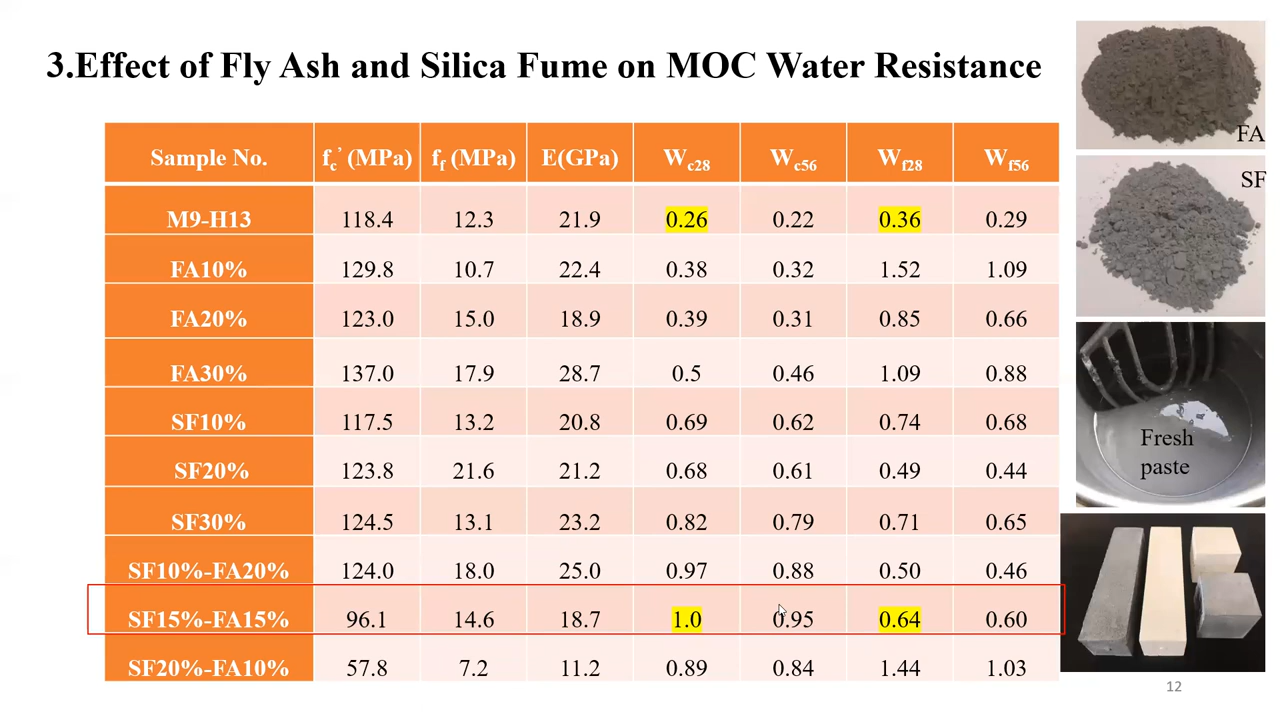 3.Effect of Fly Ash and Silica Fume on MOC Water Resistance
Sample No. fc' (MPa) ff (MPa) E(GPa) Wc28 Wc56 Wf28 Wf56
M9-H13 118.4 12.3 21.9 0.26 0.22 0.36 0.29
FA10% 129.8 10.7 22.4 0.38 0.32 1.52 1.09
FA20% 123.0 15.0 18.9 0.39 0.31 0.85 0.66
FA30% 137.0 17.9 28.7 0.5 0.46 1.09 0.88
SF10% 117.5 13.2 20.8 0.69 0.62 0.74 0.68
SF20% 123.8 21.6 21.2 0.68 0.61 0.49 0.44
SF30% 124.5 13.1 23.2 0.82 0.79 0.71 0.65
SF10%-FA20% 124.0 18.0 25.0 0.97 0.88 0.50 0.46
SF15%-FA15% 96.1 14.6 18.7 1.0 0.95 0.64 0.60
SF20%-FA10% 57.8 7.2 11.2 0.89 0.84 1.44 1.03
FA
SF
Fresh
paste
12